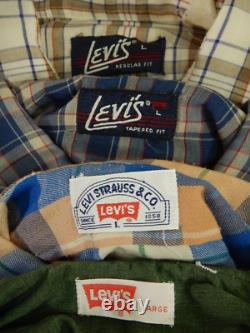 LEVI'S
L
REGULAR FIT
LEVI'S
L
TAPERED FIT
LEVI STRAUSS & CO.
LEVI'S
SINCE 1850
L
LEVI'S
LARGE